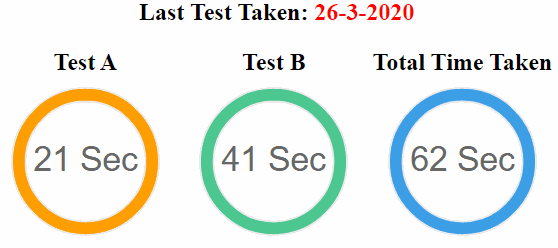 Last Test Taken: 26-3-2020
Test A
Test B
Total Time Taken
21 Sec
41 Sec
62 Sec